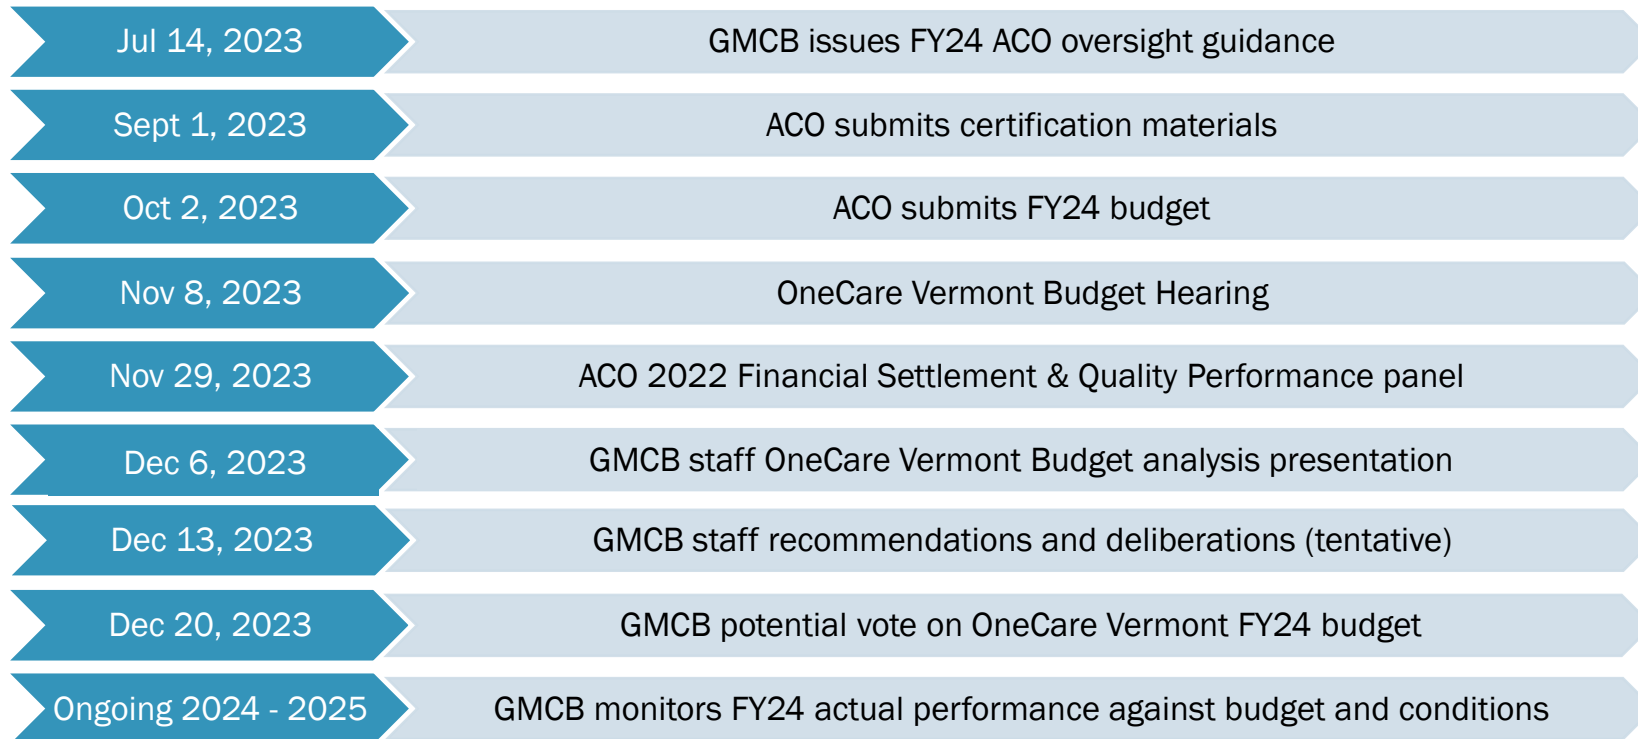 Jul 14, 2023 GMCB issues FY24 ACO oversight guidance
Sept 1, 2023 ACO submits certification materials
Oct 2, 2023 ACO submits FY24 budget
Nov 8, 2023 OneCare Vermont Budget Hearing
Nov 29, 2023 ACO 2022 Financial Settlement & Quality Performance panel
Dec 6, 2023 GMCB staff OneCare Vermont Budget analysis presentation
Dec 13, 2023 GMCB staff recommendations and deliberations (tentative)
Dec 20, 2023 GMCB potential vote on OneCare Vermont FY24 budget
Ongoing 2024 - 2025 GMCB monitors FY24 actual performance against budget and conditions